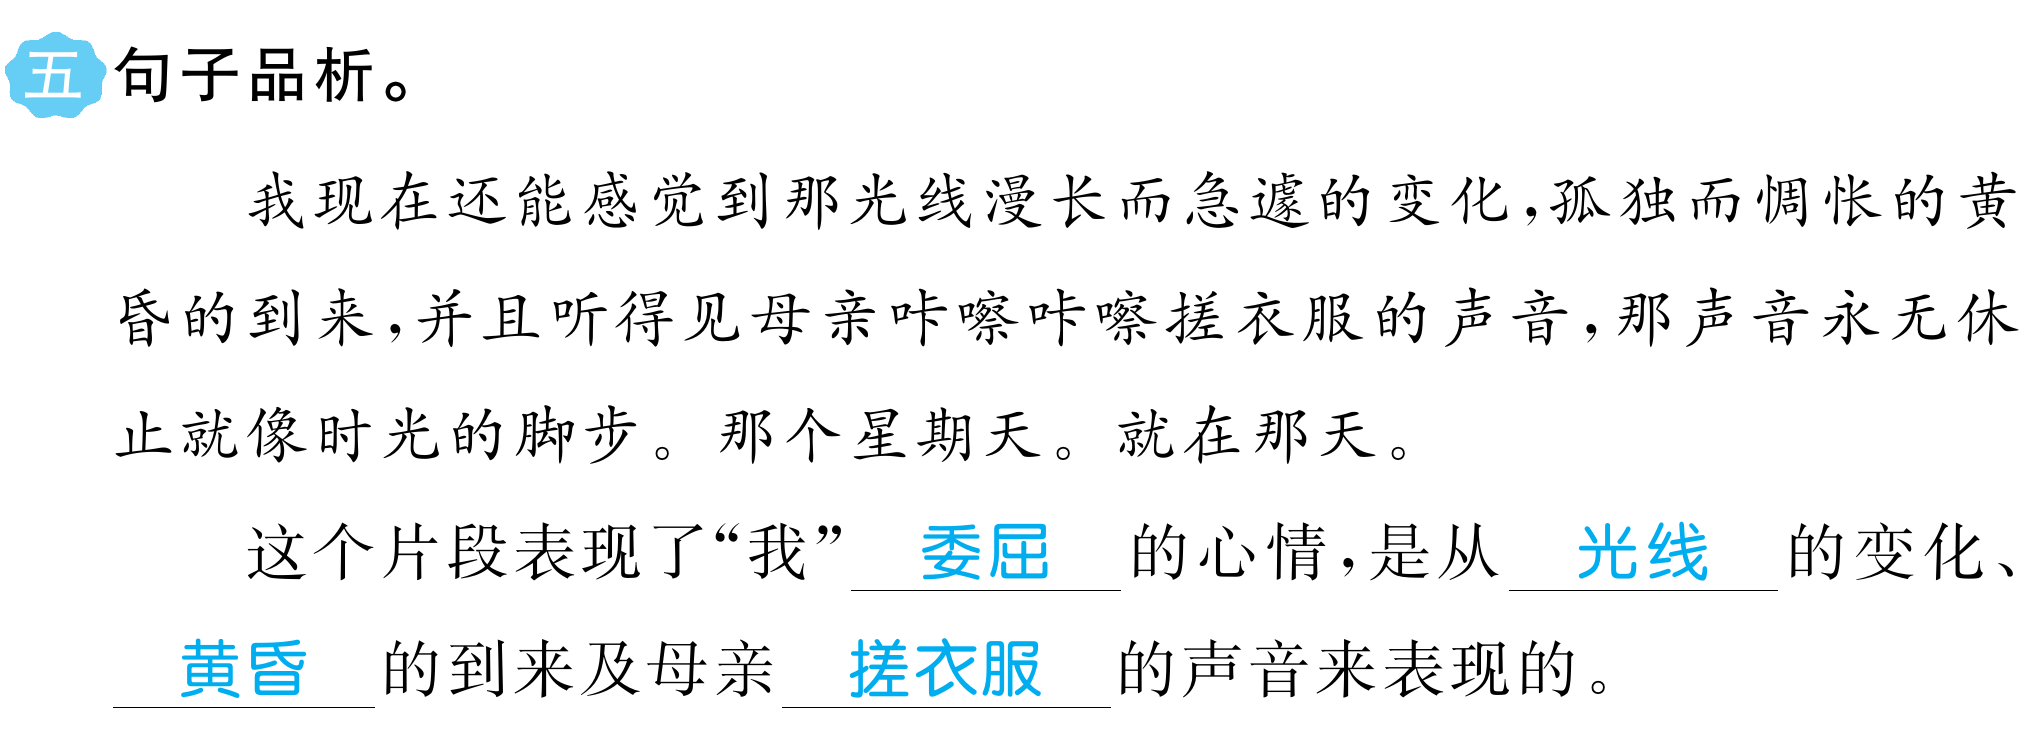 五 句子品析。
我现在还能感觉到那光线漫长而急遽的变化,孤独而惆怅的黄
昏的到来,并且听得见母亲咔嚓咔嚓搓衣服的声音,那声音永无休
止就像时光的脚步。那个星期天。就在那天。
这个片段表现了“我” 委屈 的心情,是从 光线 的变化、
黄昏 的到来及母亲 搓衣服 的声音来表现的。